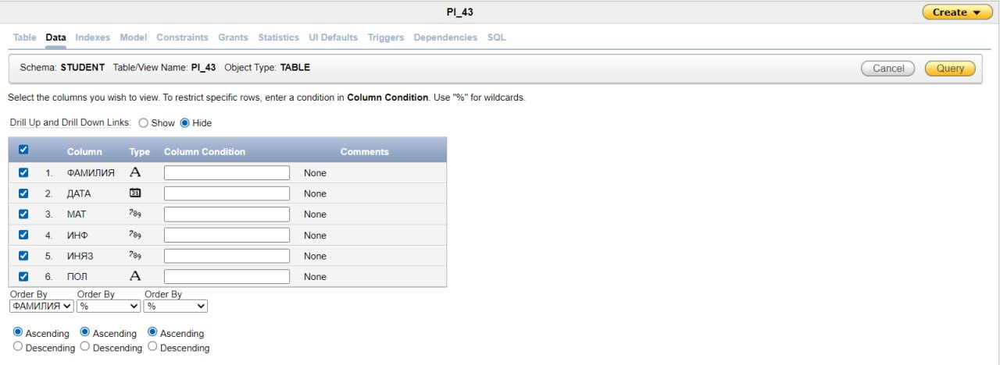 PI_43
Create
Table Data Indexes Model Constraints Grants Statistics UI Defaults Triggers Dependencies SQL
Schema: STUDENT Table/View Name: PI_43 Object Type: TABLE Cancel Query
Select the columns you wish to view. To restrict specific rows, enter a condition in Column Condition. Use "%" for wildcards.
Drill Up and Drill Down Links: Show Hide
Column Type Column Condition Comments
1. ФАМИЛИЯ A None
2. ДАТА 31 None
3. МАТ 789 None
4. ИНФ 789 None
5. ИНЯЗ 789 None
6. ПОЛ A None
Order By Order By Order By
ФАМИЛИЯ % %
Ascending Ascending Ascending
Descending Descending Descending